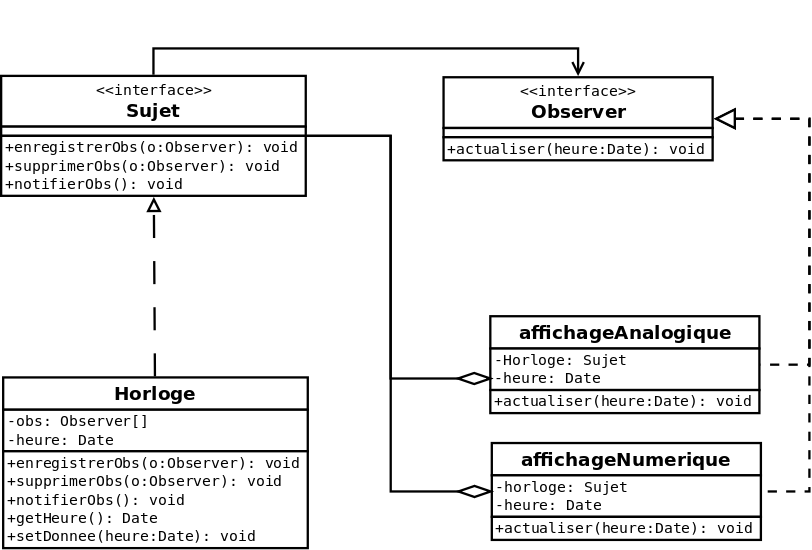 <<interface>>
Sujet
+enregistrerObs(o:Observer): void
+supprimerObs(o:Observer): void
+notifierObs(): void
<<interface>>
Observer
+actualiser(heure:Date): void
affichageAnalogique
-Horloge: Sujet
-heure: Date
+actualiser(heure:Date): void
Horloge
-obs: Observer[]
-heure: Date
+enregistrerObs(o:Observer): void
+supprimerObs(o:Observer): void
+notifierObs(): void
+getHeure(): Date
+setDonnee(heure:Date): void
affichageNumerique
-horloge: Sujet
-heure: Date
+actualiser(heure:Date): void